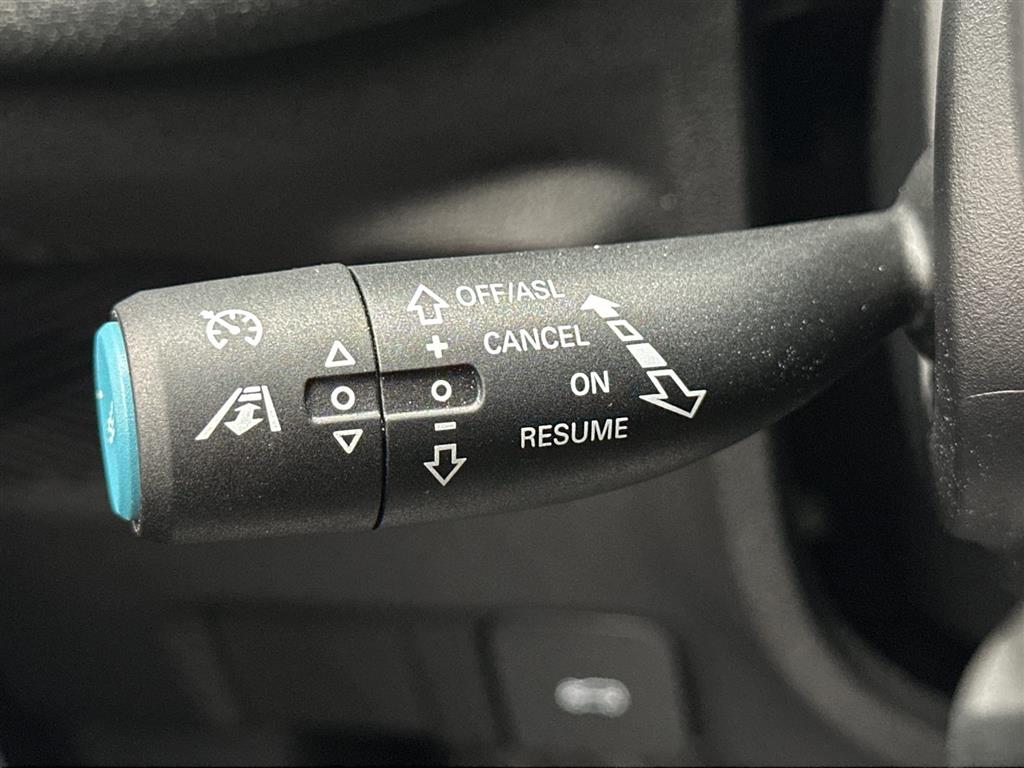 OFF/ASL
+
CANCEL
ON
−
RESUME